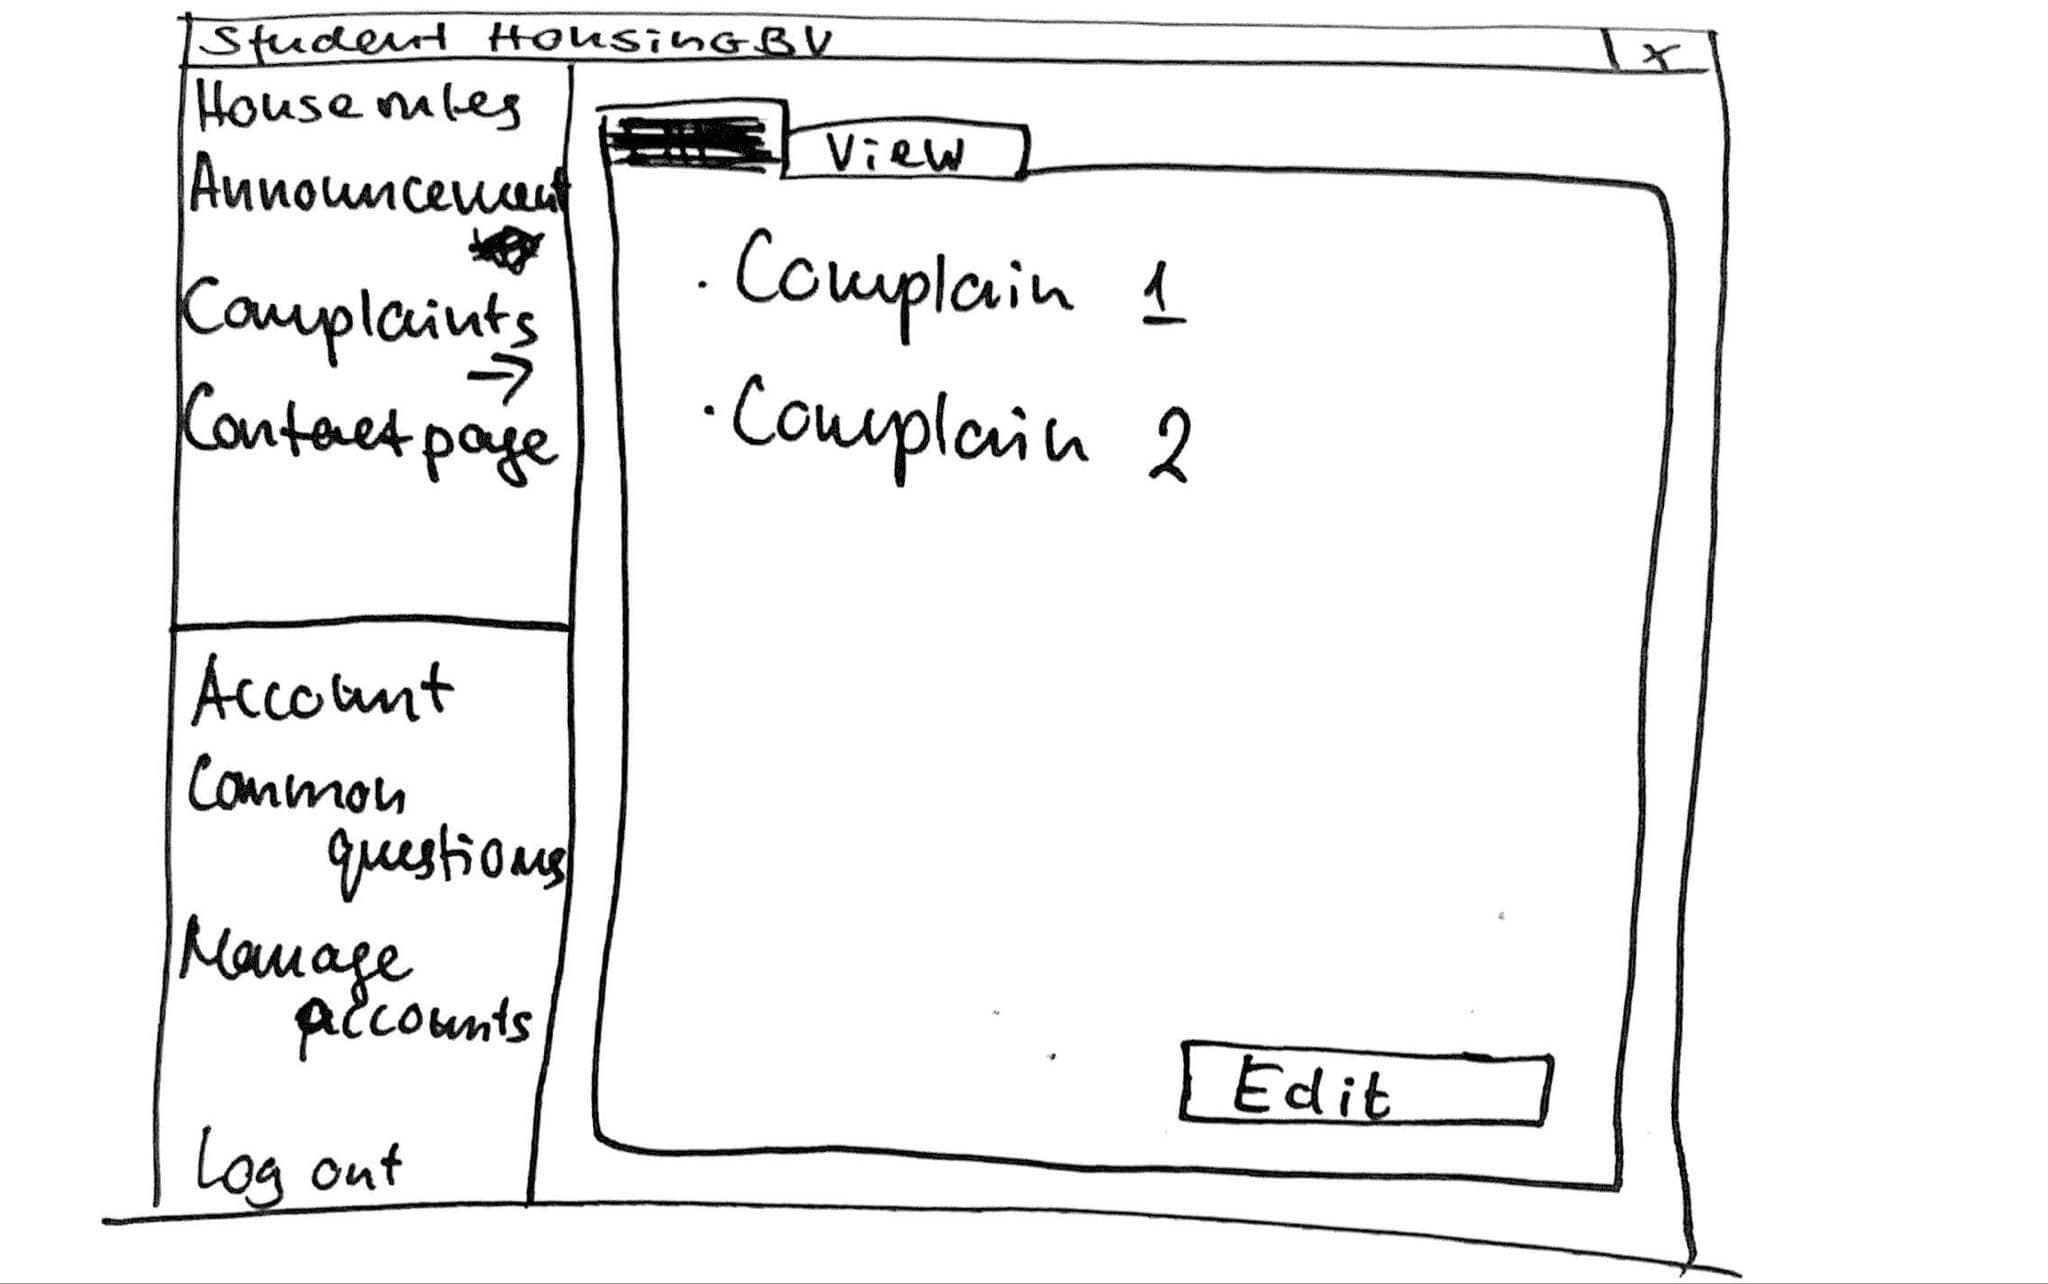 Student HousingBV
x
House rules
Announcement
Complaints
→
Contact page
Account
Common
questions
Manage
accounts
Log out
View
· Complain 1
· Complain 2
Edit